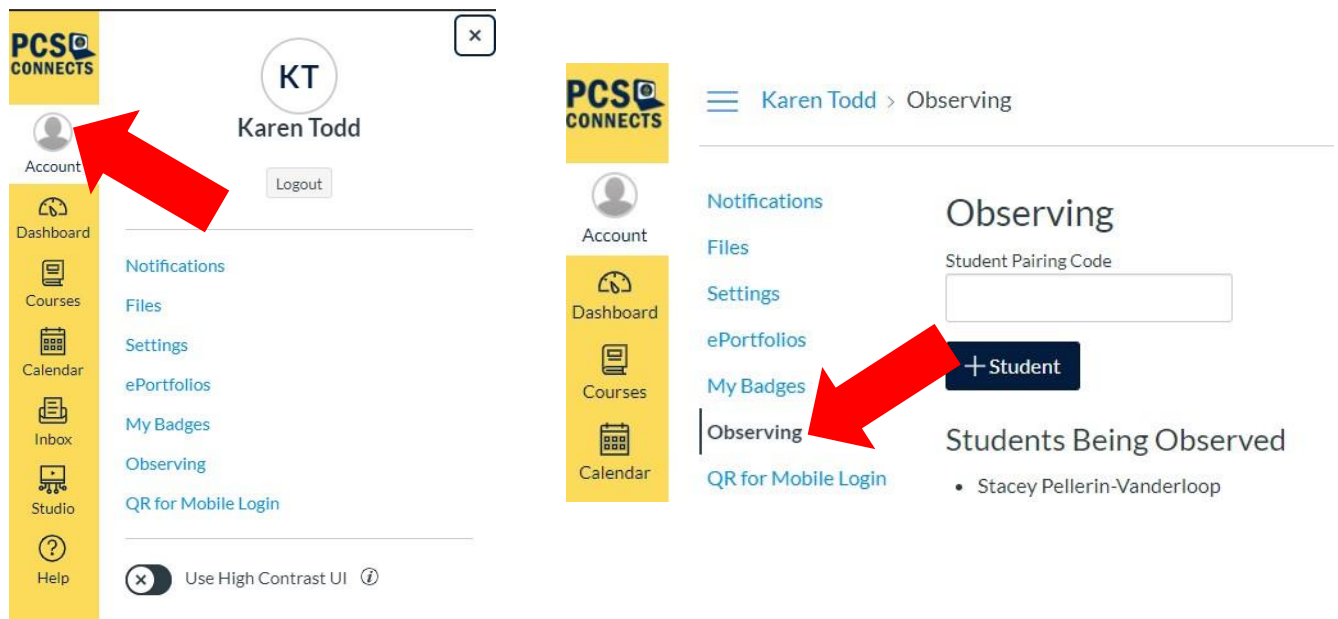 PCS
CONNECTS
Account
Dashboard
Courses
Calendar
Inbox
Studio
Help
×
KT
Karen Todd
Logout
Notifications
Files
Settings
ePortfolios
My Badges
Observing
QR for Mobile Login
Use High Contrast UI
PCS
CONNECTS
Account
Dashboard
Courses
Calendar
Karen Todd > Observing
Notifications
Files
Settings
ePortfolios
My Badges
Observing
QR for Mobile Login
Observing
Student Pairing Code
+ Student
Students Being Observed
• Stacey Pellerin-Vanderloop